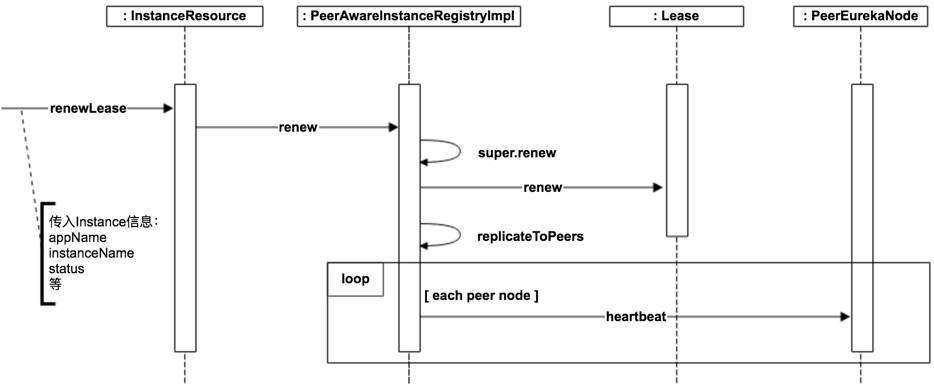 : InstanceResource
: PeerAwareInstanceRegistryImpl
: Lease
: PeerEurekaNode
renewLease
renew
super.renew
renew
传入Instance信息：
appName
instanceName
status
等
replicateToPeers
loop
[ each peer node ]
heartbeat